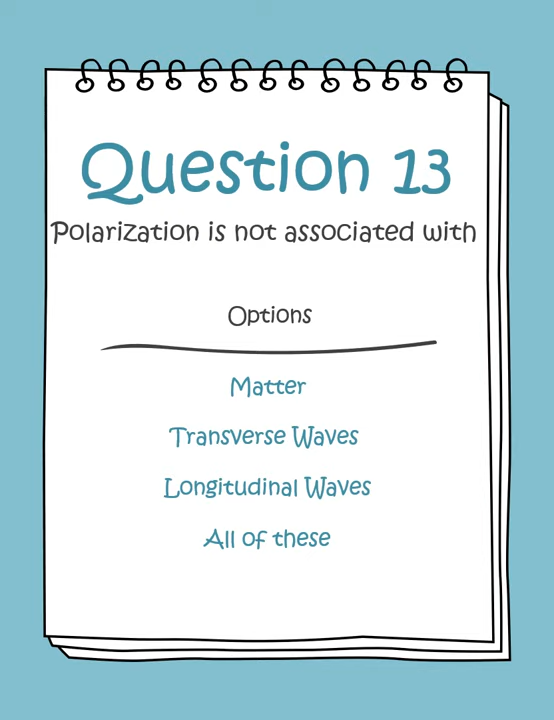 Question 13
Polarization is not associated with
Options
Matter
Transverse Waves
Longitudinal Waves
All of these